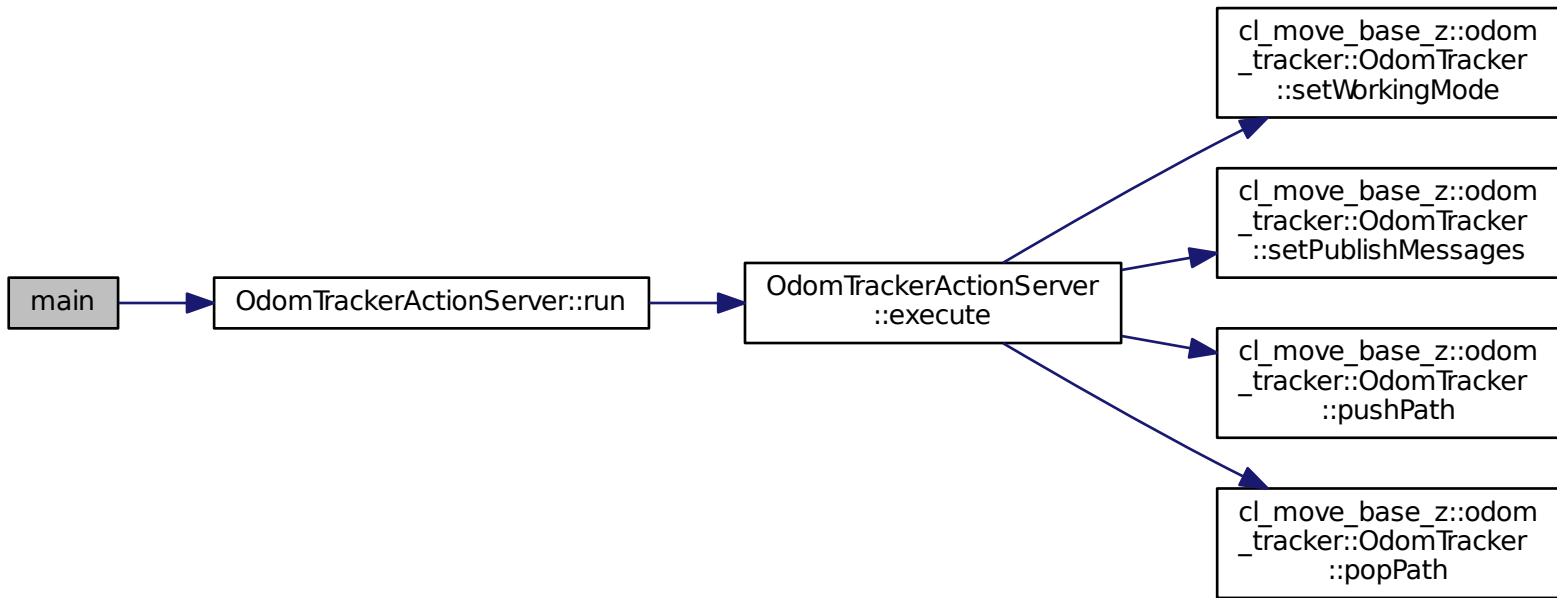 main
OdomTrackerActionServer::run
OdomTrackerActionServer
::execute
cl_move_base_z::odom
_tracker::OdomTracker
::setWorkingMode
cl_move_base_z::odom
_tracker::OdomTracker
::setPublishMessages
cl_move_base_z::odom
_tracker::OdomTracker
::pushPath
cl_move_base_z::odom
_tracker::OdomTracker
::popPath